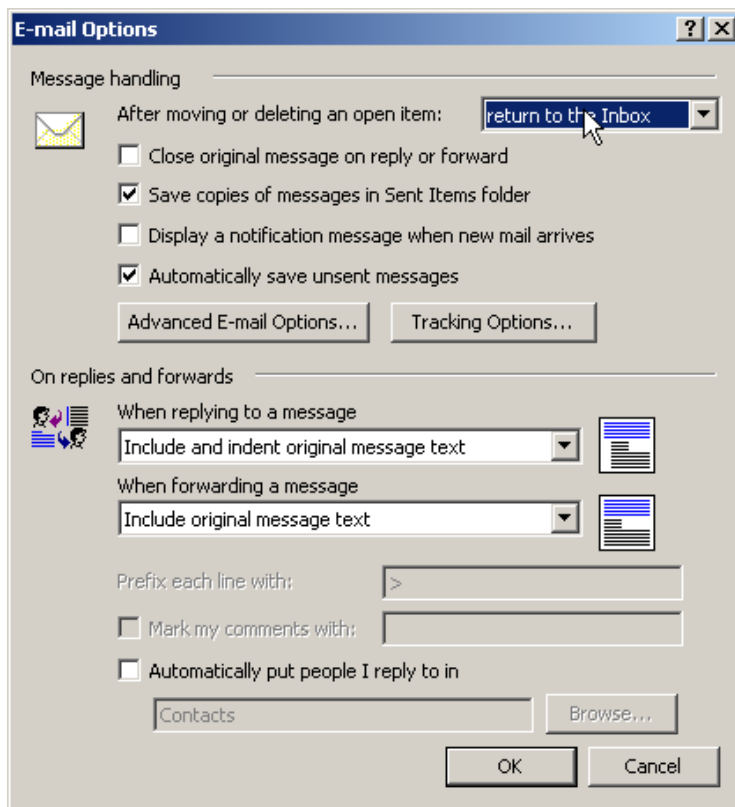 E-mail Options
Message handling
After moving or deleting an open item: return to the Inbox
Close original message on reply or forward
Save copies of messages in Sent Items folder
Display a notification message when new mail arrives
Automatically save unsent messages
Advanced E-mail Options... Tracking Options...
On replies and forwards
When replying to a message
Include and indent original message text
When forwarding a message
Include original message text
Prefix each line with: >
Mark my comments with:
Automatically put people I reply to in
Contacts Browse...
OK Cancel